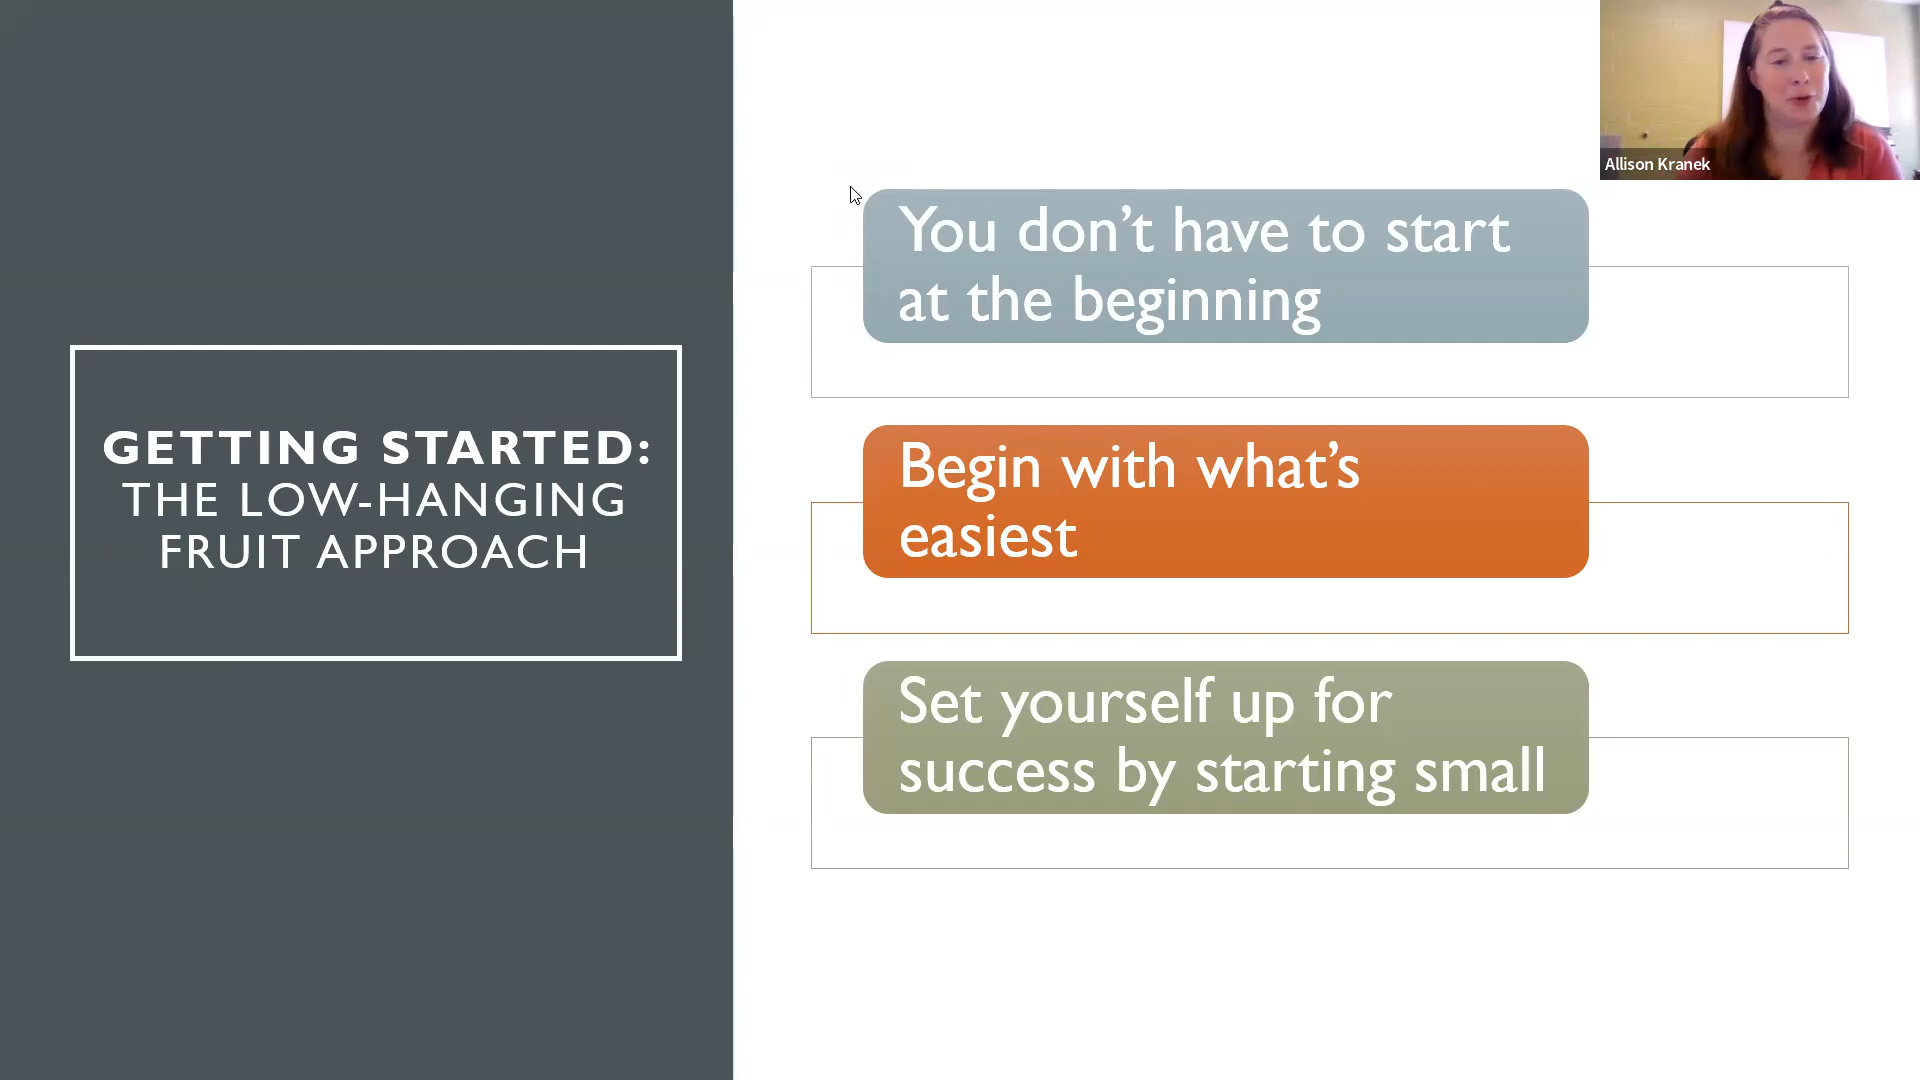 GETTING STARTED:
THE LOW-HANGING
FRUIT APPROACH
You don’t have to start
at the beginning
Begin with what’s
easiest
Set yourself up for
success by starting small
Allison Kranek